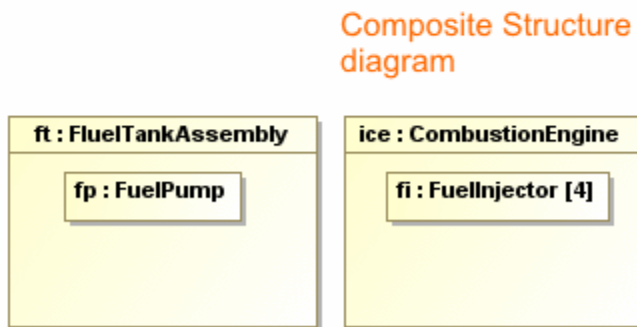 Composite Structure
diagram
ft : FluelTankAssembly
ice : CombustionEngine
fp : FuelPump
fi : FuelInjector [4]